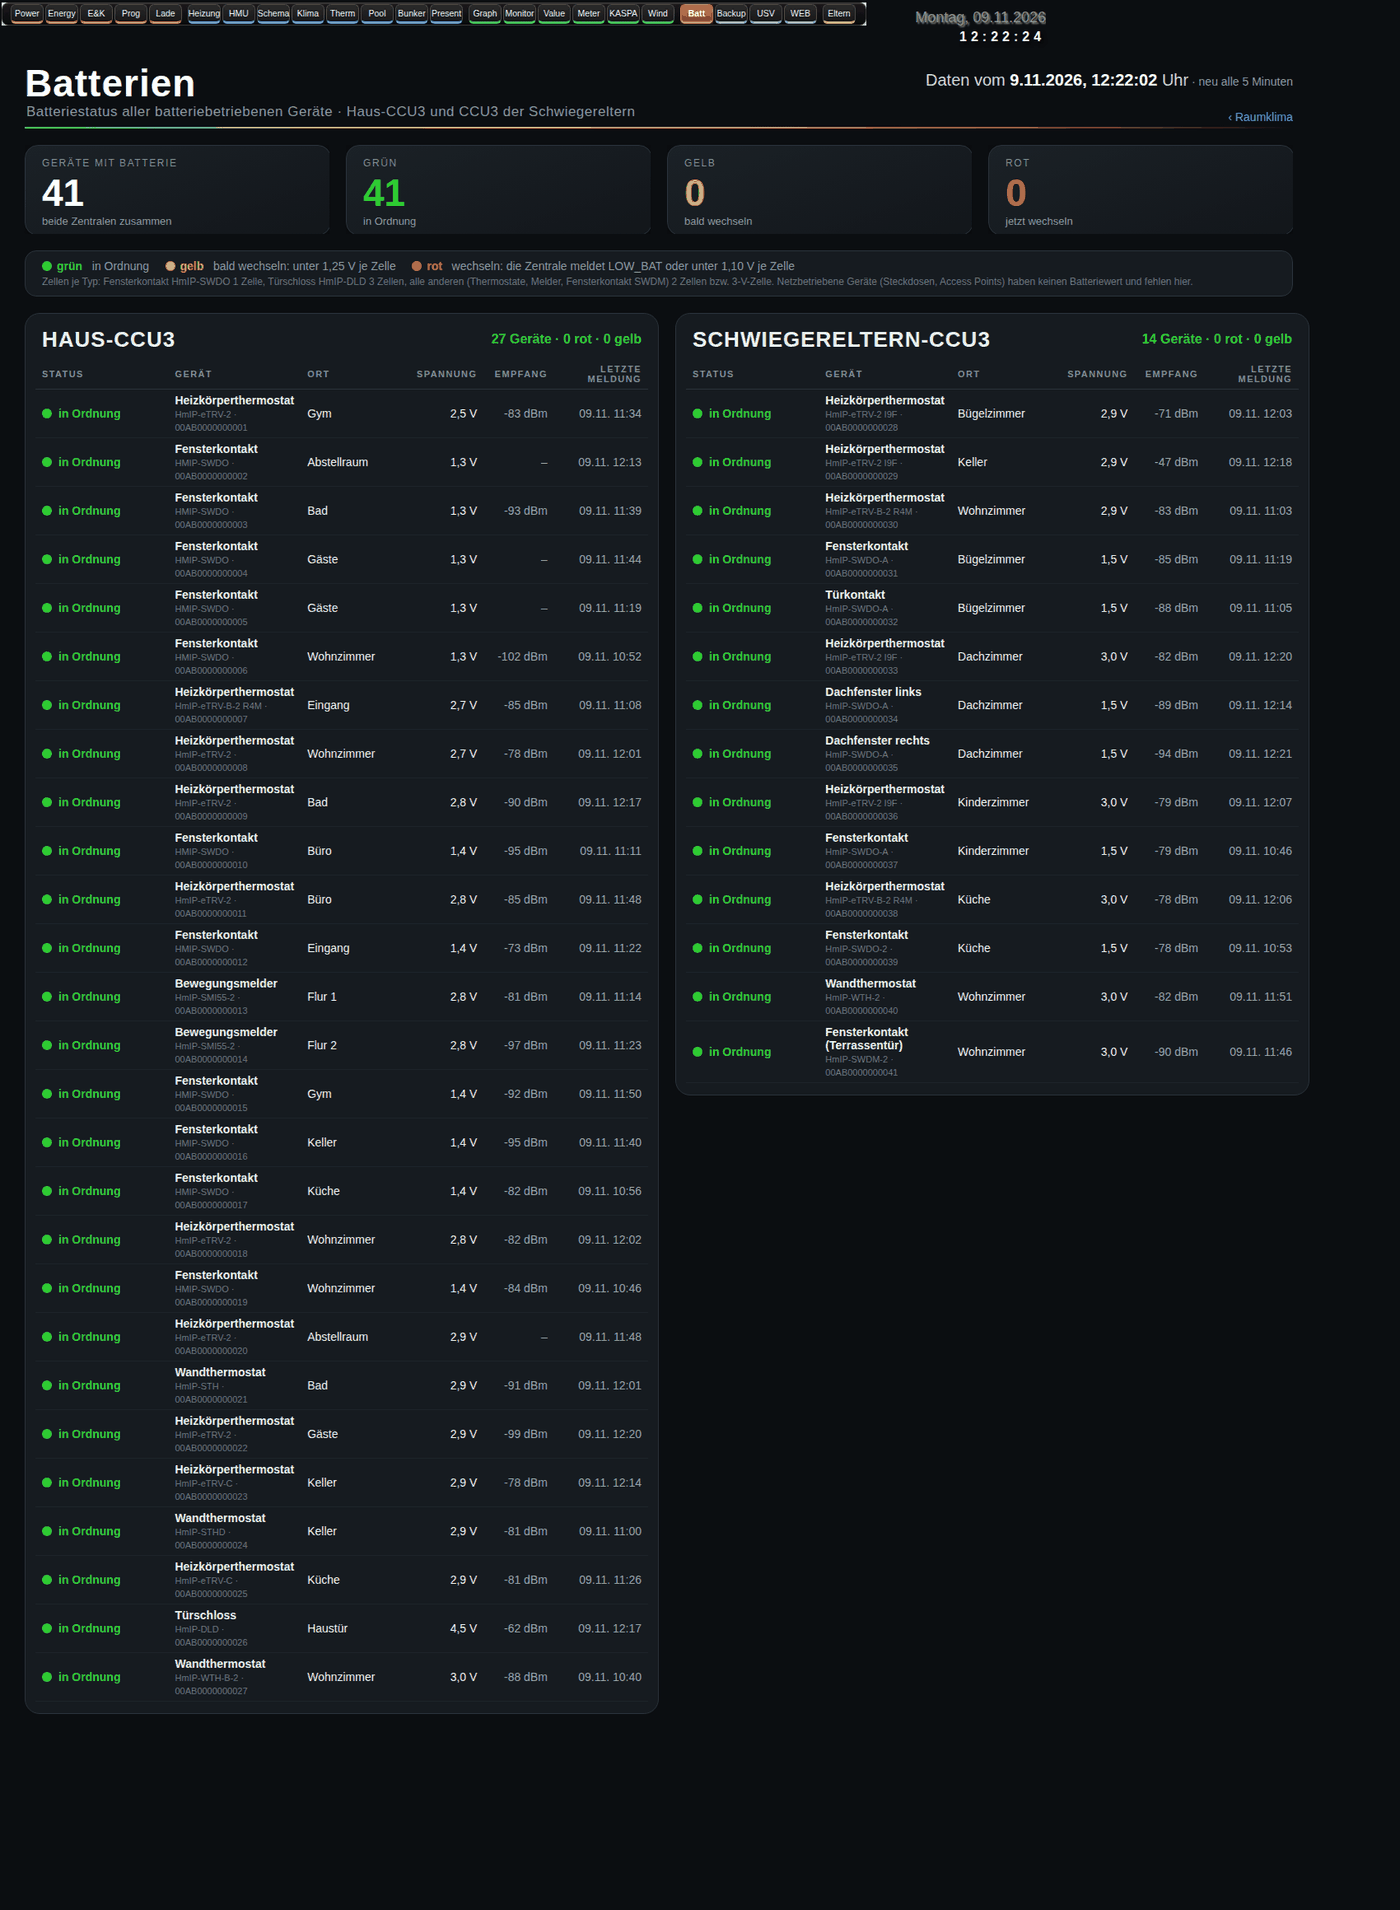 Power Energy E&K Prog Lade Heizung HMU Schema Klima Therm Pool Bunker Present Graph Monitor Value Meter KASPA Wind Batt Backup USV WEB Eltern
Montag, 09.11.2026
12:22:24
Batterien
Daten vom 9.11.2026, 12:22:02 Uhr · neu alle 5 Minuten
Batteriestatus aller batteriebetriebenen Geräte · Haus-CCU3 und CCU3 der Schwiegereltern
‹ Raumklima
GERÄTE MIT BATTERIE
41
beide Zentralen zusammen
GRÜN
41
in Ordnung
GELB
0
bald wechseln
ROT
0
jetzt wechseln
grün in Ordnung gelb bald wechseln: unter 1,25 V je Zelle rot wechseln: die Zentrale meldet LOW_BAT oder unter 1,10 V je Zelle
Zellen je Typ: Fensterkontakt HmIP-SWDO 1 Zelle, Türschloss HmIP-DLD 3 Zellen, alle anderen (Thermostate, Melder, Fensterkontakt SWDM) 2 Zellen bzw. 3-V-Zelle. Netzbetriebene Geräte (Steckdosen, Access Points) haben keinen Batteriewert und fehlen hier.
HAUS-CCU3
27 Geräte · 0 rot · 0 gelb
STATUS GERÄT ORT SPANNUNG EMPFANG LETZTE
MELDUNG
Heizkörperthermostat
HmIP-eTRV-2 ·
00AB0000000001
in Ordnung Gym 2,5 V -83 dBm 09.11. 11:34
Fensterkontakt
HMIP-SWDO ·
00AB0000000002
in Ordnung Abstellraum 1,3 V – 09.11. 12:13
Fensterkontakt
HMIP-SWDO ·
00AB0000000003
in Ordnung Bad 1,3 V -93 dBm 09.11. 11:39
Fensterkontakt
HMIP-SWDO ·
00AB0000000004
in Ordnung Gäste 1,3 V – 09.11. 11:44
Fensterkontakt
HMIP-SWDO ·
00AB0000000005
in Ordnung Gäste 1,3 V – 09.11. 11:19
Fensterkontakt
HMIP-SWDO ·
00AB0000000006
in Ordnung Wohnzimmer 1,3 V -102 dBm 09.11. 10:52
Heizkörperthermostat
HmIP-eTRV-B-2 R4M ·
00AB0000000007
in Ordnung Eingang 2,7 V -85 dBm 09.11. 11:08
Heizkörperthermostat
HmIP-eTRV-2 ·
00AB0000000008
in Ordnung Wohnzimmer 2,7 V -78 dBm 09.11. 12:01
Heizkörperthermostat
HmIP-eTRV-2 ·
00AB0000000009
in Ordnung Bad 2,8 V -90 dBm 09.11. 12:17
Fensterkontakt
HMIP-SWDO ·
00AB0000000010
in Ordnung Büro 1,4 V -95 dBm 09.11. 11:11
Heizkörperthermostat
HmIP-eTRV-2 ·
00AB0000000011
in Ordnung Büro 2,8 V -85 dBm 09.11. 11:48
Fensterkontakt
HMIP-SWDO ·
00AB0000000012
in Ordnung Eingang 1,4 V -73 dBm 09.11. 11:22
Bewegungsmelder
HmIP-SMI55-2 ·
00AB0000000013
in Ordnung Flur 1 2,8 V -81 dBm 09.11. 11:14
Bewegungsmelder
HmIP-SMI55-2 ·
00AB0000000014
in Ordnung Flur 2 2,8 V -97 dBm 09.11. 11:23
Fensterkontakt
HMIP-SWDO ·
00AB0000000015
in Ordnung Gym 1,4 V -92 dBm 09.11. 11:50
Fensterkontakt
HMIP-SWDO ·
00AB0000000016
in Ordnung Keller 1,4 V -95 dBm 09.11. 11:40
Fensterkontakt
HMIP-SWDO ·
00AB0000000017
in Ordnung Küche 1,4 V -82 dBm 09.11. 10:56
Heizkörperthermostat
HmIP-eTRV-2 ·
00AB0000000018
in Ordnung Wohnzimmer 2,8 V -82 dBm 09.11. 12:02
Fensterkontakt
HMIP-SWDO ·
00AB0000000019
in Ordnung Wohnzimmer 1,4 V -84 dBm 09.11. 10:46
Heizkörperthermostat
HmIP-eTRV-2 ·
00AB0000000020
in Ordnung Abstellraum 2,9 V – 09.11. 11:48
Wandthermostat
HmIP-STH ·
00AB0000000021
in Ordnung Bad 2,9 V -91 dBm 09.11. 12:01
Heizkörperthermostat
HmIP-eTRV-2 ·
00AB0000000022
in Ordnung Gäste 2,9 V -99 dBm 09.11. 12:20
Heizkörperthermostat
HmIP-eTRV-C ·
00AB0000000023
in Ordnung Keller 2,9 V -78 dBm 09.11. 12:14
Wandthermostat
HmIP-STHD ·
00AB0000000024
in Ordnung Keller 2,9 V -81 dBm 09.11. 11:00
Heizkörperthermostat
HmIP-eTRV-C ·
00AB0000000025
in Ordnung Küche 2,9 V -81 dBm 09.11. 11:26
Türschloss
HmIP-DLD ·
00AB0000000026
in Ordnung Haustür 4,5 V -62 dBm 09.11. 12:17
Wandthermostat
HmIP-WTH-B-2 ·
00AB0000000027
in Ordnung Wohnzimmer 3,0 V -88 dBm 09.11. 10:40
SCHWIEGERELTERN-CCU3
14 Geräte · 0 rot · 0 gelb
STATUS GERÄT ORT SPANNUNG EMPFANG LETZTE
MELDUNG
Heizkörperthermostat
HmIP-eTRV-2 I9F ·
00AB0000000028
in Ordnung Bügelzimmer 2,9 V -71 dBm 09.11. 12:03
Heizkörperthermostat
HmIP-eTRV-2 I9F ·
00AB0000000029
in Ordnung Keller 2,9 V -47 dBm 09.11. 12:18
Heizkörperthermostat
HmIP-eTRV-B-2 R4M ·
00AB0000000030
in Ordnung Wohnzimmer 2,9 V -83 dBm 09.11. 11:03
Fensterkontakt
HmIP-SWDO-A ·
00AB0000000031
in Ordnung Bügelzimmer 1,5 V -85 dBm 09.11. 11:19
Türkontakt
HmIP-SWDO-A ·
00AB0000000032
in Ordnung Bügelzimmer 1,5 V -88 dBm 09.11. 11:05
Heizkörperthermostat
HmIP-eTRV-2 I9F ·
00AB0000000033
in Ordnung Dachzimmer 3,0 V -82 dBm 09.11. 12:20
Dachfenster links
HmIP-SWDO-A ·
00AB0000000034
in Ordnung Dachzimmer 1,5 V -89 dBm 09.11. 12:14
Dachfenster rechts
HmIP-SWDO-A ·
00AB0000000035
in Ordnung Dachzimmer 1,5 V -94 dBm 09.11. 12:21
Heizkörperthermostat
HmIP-eTRV-2 I9F ·
00AB0000000036
in Ordnung Kinderzimmer 3,0 V -79 dBm 09.11. 12:07
Fensterkontakt
HmIP-SWDO-A ·
00AB0000000037
in Ordnung Kinderzimmer 1,5 V -79 dBm 09.11. 10:46
Heizkörperthermostat
HmIP-eTRV-B-2 R4M ·
00AB0000000038
in Ordnung Küche 3,0 V -78 dBm 09.11. 12:06
Fensterkontakt
HmIP-SWDO-2 ·
00AB0000000039
in Ordnung Küche 1,5 V -78 dBm 09.11. 10:53
Wandthermostat
HmIP-WTH-2 ·
00AB0000000040
in Ordnung Wohnzimmer 3,0 V -82 dBm 09.11. 11:51
Fensterkontakt
(Terrassentür)
HmIP-SWDM-2 ·
00AB0000000041
in Ordnung Wohnzimmer 3,0 V -90 dBm 09.11. 11:46